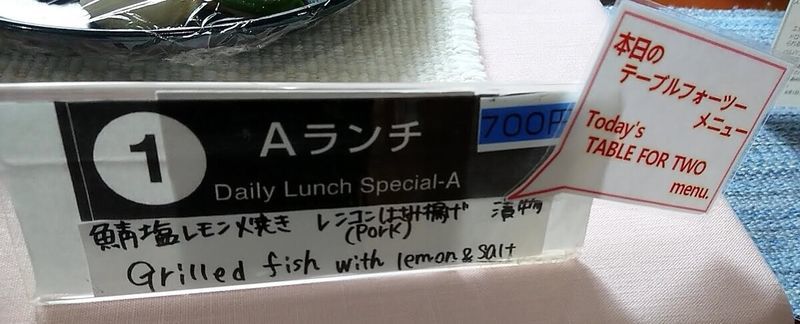 1
Aランチ
700円
Daily Lunch Special-A
鯖塩レモン焼き レンコンはさみ揚げ 漬物
(Pork)
Grilled fish with lemon & salt
本日の
テーブルフォーツー
メニュー
Today's
TABLE FOR TWO
menu.